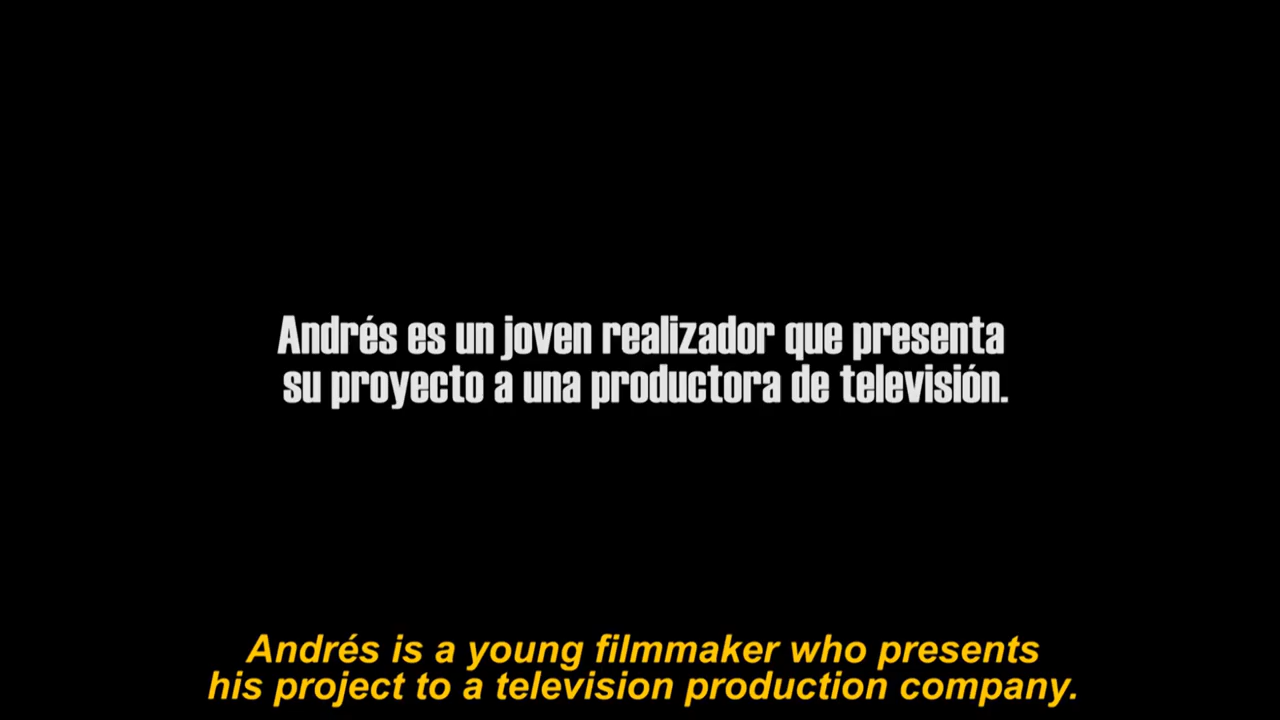 Andrés es un joven realizador que presenta
su proyecto a una productora de televisión.
Andrés is a young filmmaker who presents
his project to a television production company.